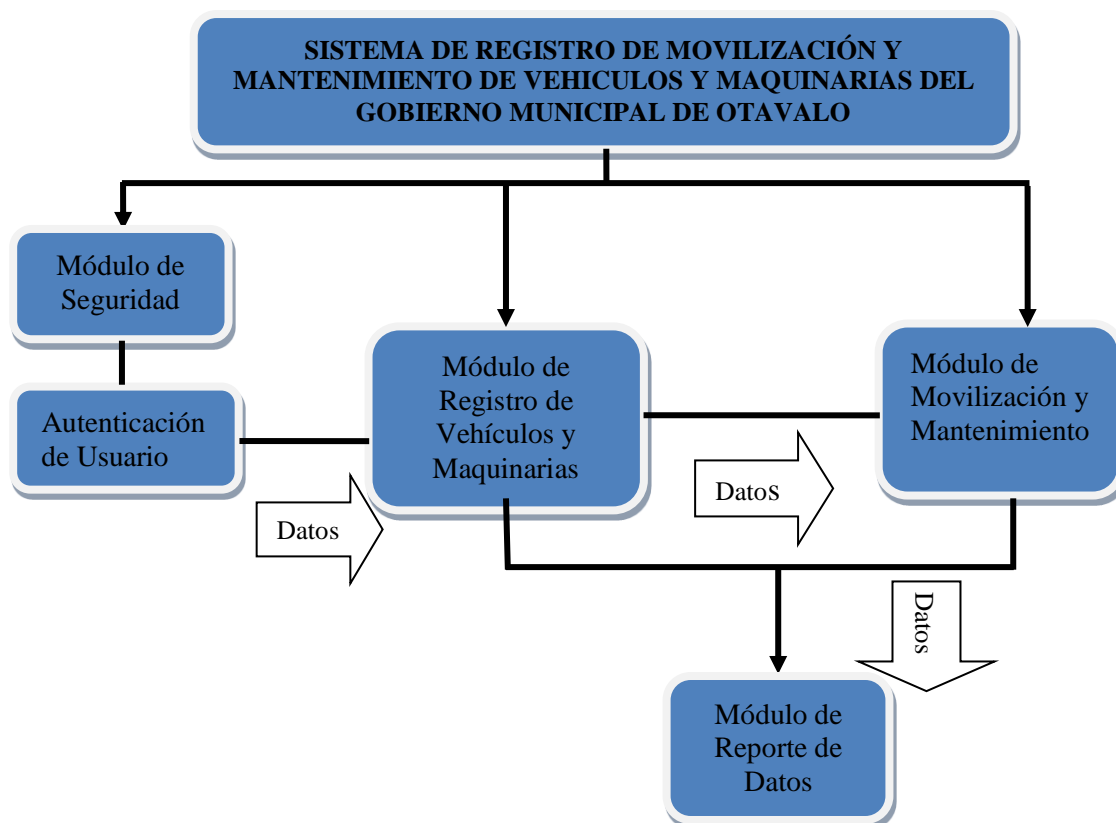 SISTEMA DE REGISTRO DE MOVILIZACIÓN Y
MANTENIMIENTO DE VEHICULOS Y MAQUINARIAS DEL
GOBIERNO MUNICIPAL DE OTAVALO
Módulo de
Seguridad
Autenticación
de Usuario
Módulo de
Registro de
Vehículos y
Maquinarias
Módulo de
Movilización y
Mantenimiento
Datos
Datos
Datos
Módulo de
Reporte de
Datos